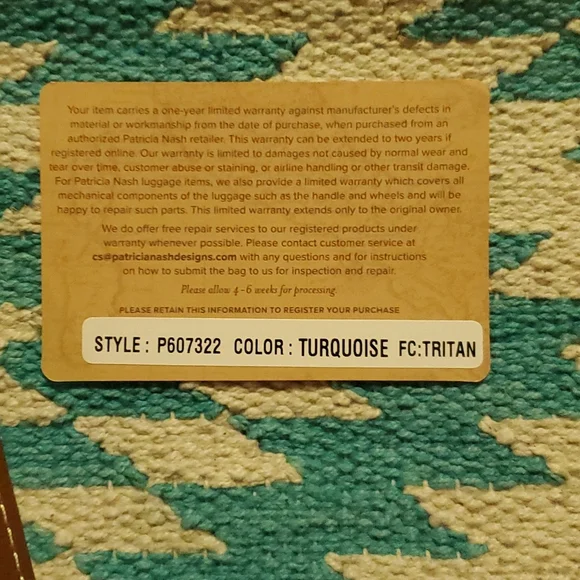 Your item carries a one-year limited warranty against manufacturer's defects in
material or workmanship from the date of purchase, when purchased from an
authorized Patricia Nash retailer. This warranty can be extended to two years if
registered online. Our warranty is limited to damages not caused by normal wear and
tear over time, customer abuse or staining, or airline handling or other transit damage.
For Patricia Nash luggage items, we also provide a limited warranty which covers all
mechanical components of the luggage such as the handle and wheels and will be
happy to repair such parts. This limited warranty extends only to the original owner.
We do offer free repair services to our registered products under
warranty whenever possible. Please contact customer service at
cs@patricianashdesigns.com with any questions and for instructions
on how to submit the bag to us for inspection and repair.
Please allow 4-6 weeks for processing.
PLEASE RETAIN THIS INFORMATION TO REGISTER YOUR PURCHASE
STYLE: P607322 COLOR: TURQUOISE FC:TRITAN